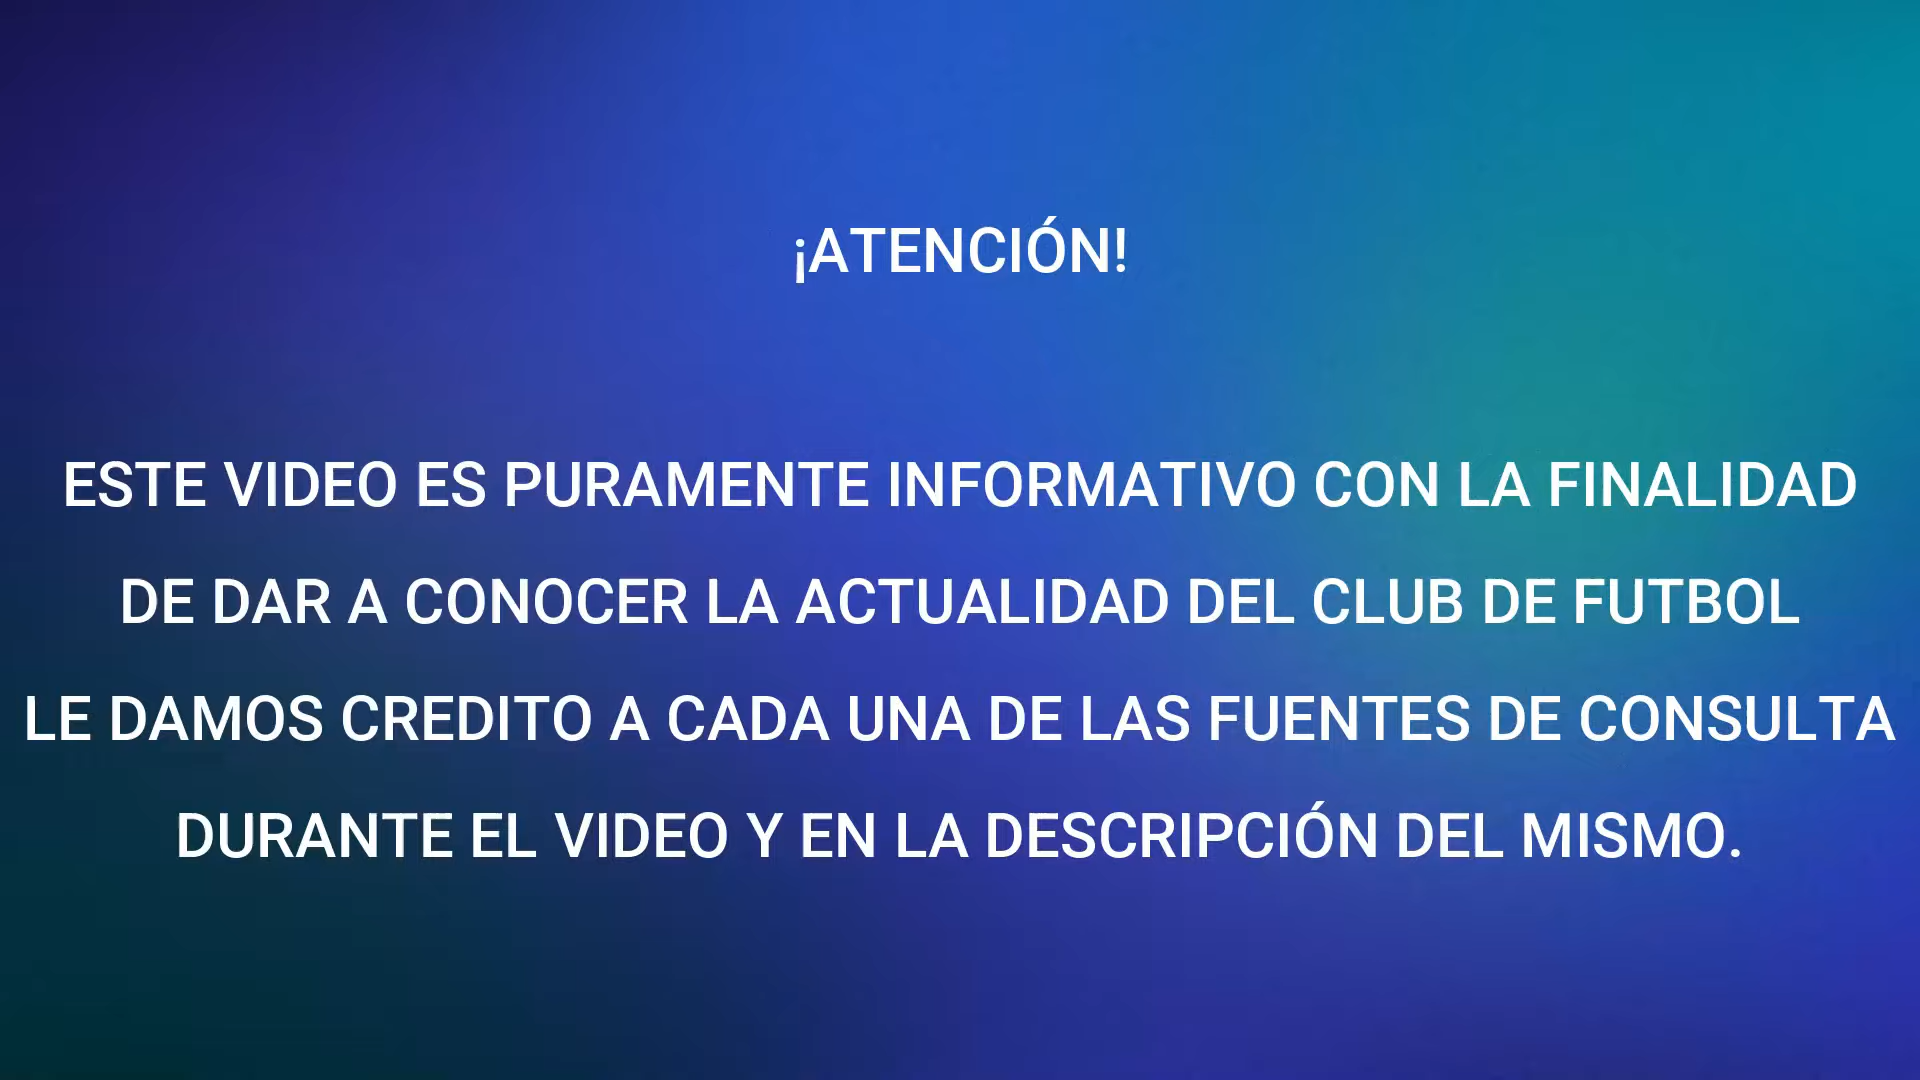 ¡ATENCIÓN!
ESTE VIDEO ES PURAMENTE INFORMATIVO CON LA FINALIDAD
DE DAR A CONOCER LA ACTUALIDAD DEL CLUB DE FUTBOL
LE DAMOS CREDITO A CADA UNA DE LAS FUENTES DE CONSULTA
DURANTE EL VIDEO Y EN LA DESCRIPCIÓN DEL MISMO.